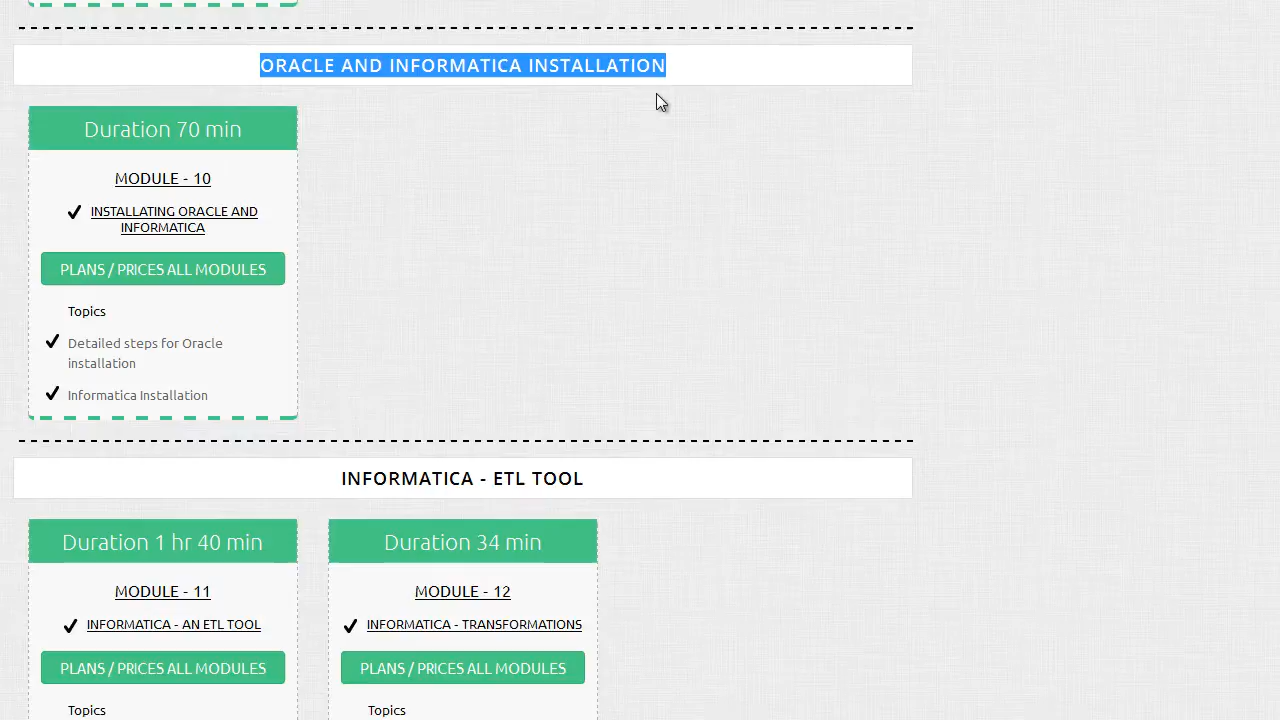 ORACLE AND INFORMATICA INSTALLATION
Duration 70 min
MODULE - 10
INSTALLATING ORACLE AND
INFORMATICA
PLANS / PRICES ALL MODULES
Topics
Detailed steps for Oracle
installation
Informatica Installation
INFORMATICA - ETL TOOL
Duration 1 hr 40 min
MODULE - 11
INFORMATICA - AN ETL TOOL
PLANS / PRICES ALL MODULES
Topics
Duration 34 min
MODULE - 12
INFORMATICA - TRANSFORMATIONS
PLANS / PRICES ALL MODULES
Topics